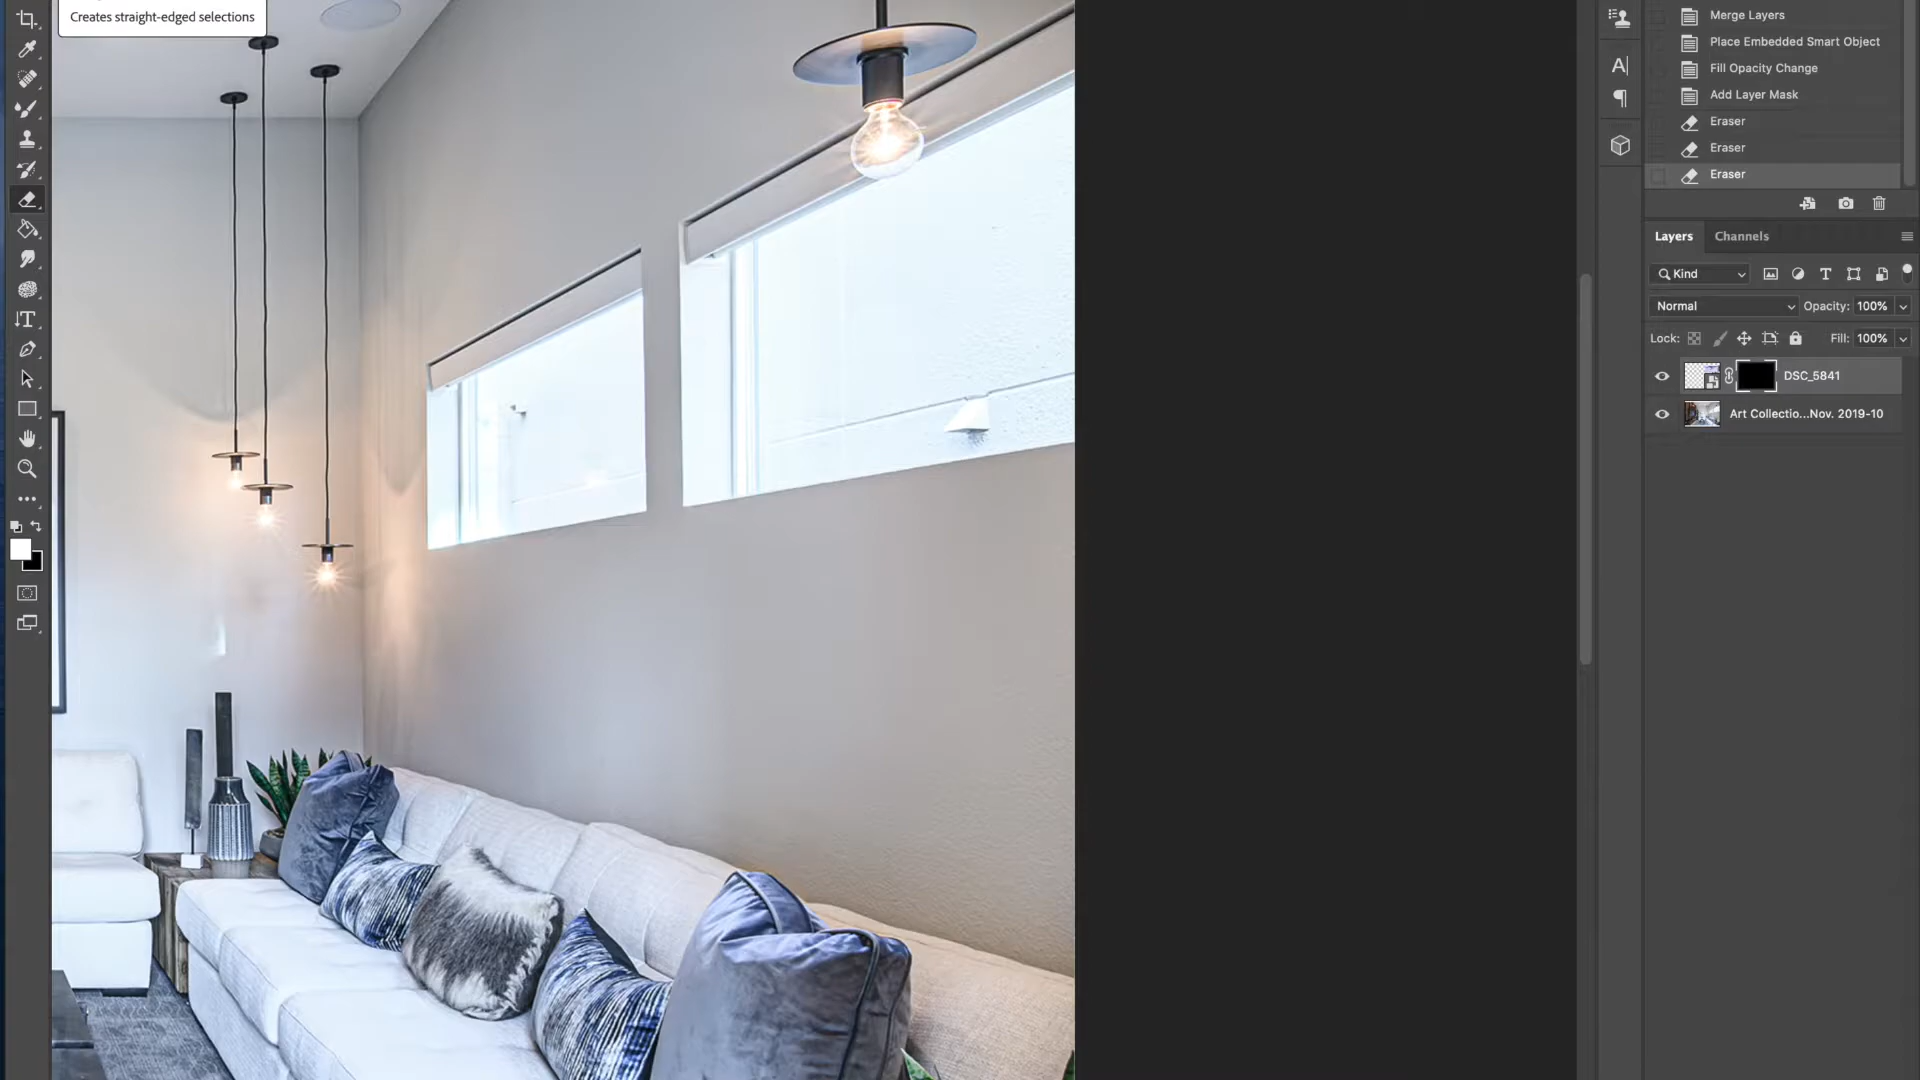 Creates straight-edged selections
Merge Layers
Place Embedded Smart Object
Fill Opacity Change
Add Layer Mask
Eraser
Eraser
Eraser
Layers
Channels
Kind
Normal
Opacity: 100%
Lock:
Fill: 100%
DSC_5841
Art Collectio...Nov. 2019-10